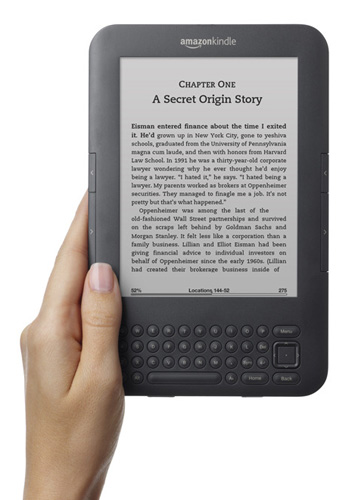 amazonkindle
CHAPTER ONE
A Secret Origin Story
Eisman entered finance about the time I exited
it. He'd grown up in New York City, gone to yeshiva
schools, graduated from the University of Pennsylvania
magna cum laude, and then with honors from Harvard
Law School. In 1991 he was a thirty-year-old corporate
lawyer wondering why he ever thought he'd enjoy
being a lawyer. "I hated it," he says. "I hated being a
lawyer. My parents worked as brokers at Oppenheimer
securities. They managed to finagle me a job. It's not
pretty but that's what happened."
Oppenheimer was among the last of the
old-fashioned Wall Street partnerships and survived
on the scraps left behind by Goldman Sachs and
Morgan Stanley. It felt less like a corporation than a
family business. Lillian and Elliot Eisman had been
giving financial advice to individual investors on
behalf of Oppenheimer since the early 1960s. (Lillian
had created their brokerage business inside of
52% Locations 144-52 275
Menu
Home Back